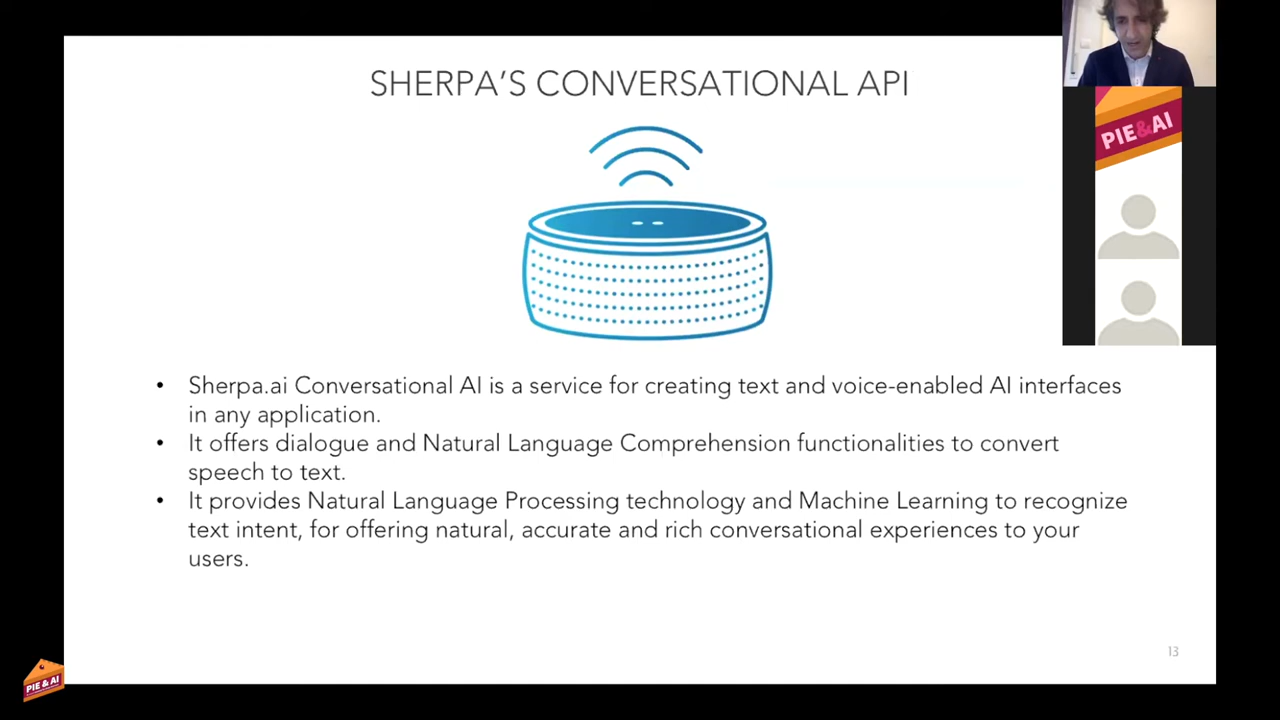 SHERPA’S CONVERSATIONAL API
PIE&AI
• Sherpa.ai Conversational AI is a service for creating text and voice-enabled AI interfaces
in any application.
• It offers dialogue and Natural Language Comprehension functionalities to convert
speech to text.
• It provides Natural Language Processing technology and Machine Learning to recognize
text intent, for offering natural, accurate and rich conversational experiences to your
users.
13
PIE & AI